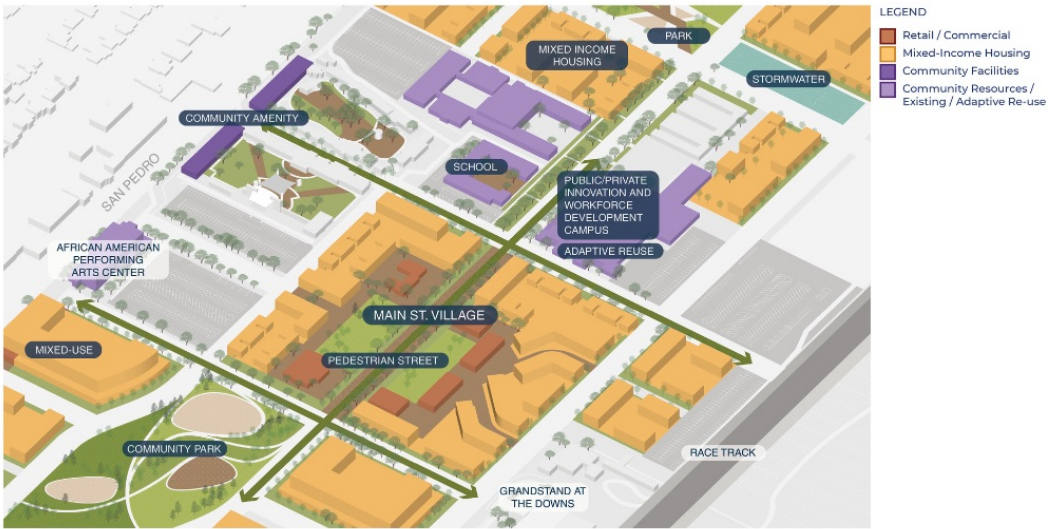 LEGEND
Retail / Commercial
Mixed-Income Housing
Community Facilities
Community Resources /
Existing / Adaptive Re-use
PARK
MIXED INCOME
HOUSING
STORMWATER
COMMUNITY AMENITY
SCHOOL
SAN PEDRO
PUBLIC/PRIVATE
INNOVATION AND
WORKFORCE
DEVELOPMENT
CAMPUS
ADAPTIVE REUSE
AFRICAN AMERICAN
PERFORMING
ARTS CENTER
MAIN ST. VILLAGE
MIXED-USE
PEDESTRIAN STREET
COMMUNITY PARK
RACE TRACK
GRANDSTAND AT
THE DOWNS